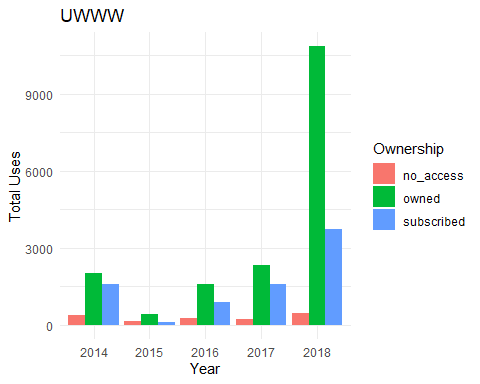 UWWW
Total Uses
9000
6000
3000
0
2014 2015 2016 2017 2018
Year
Ownership
no_access
owned
subscribed